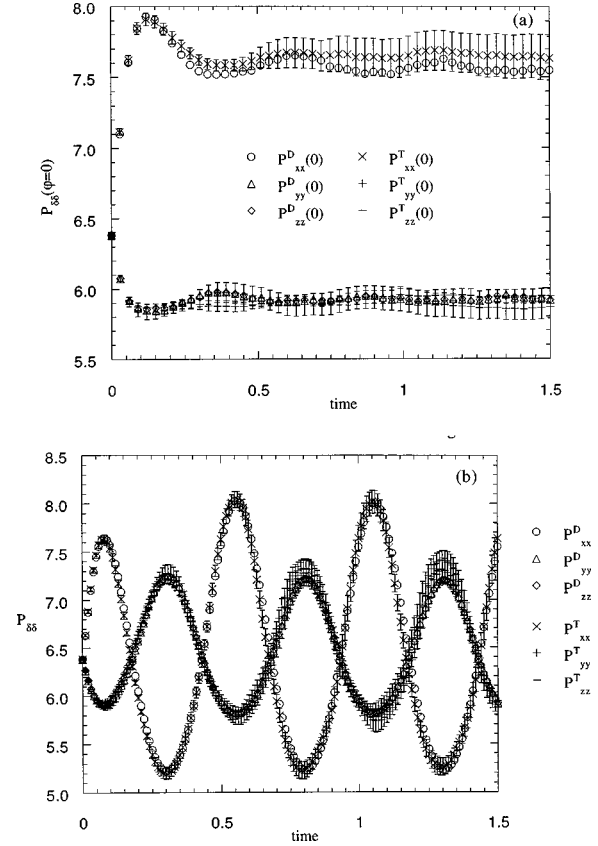 (a)
8.0
7.5
7.0
6.5
6.0
5.5
P_δδ(φ=0)
P^D_xx(0) P^T_xx(0)
P^D_yy(0) P^T_yy(0)
P^D_zz(0) P^T_zz(0)
0 0.5 1 1.5
time
(b)
8.5
8.0
7.5
7.0
6.5
6.0
5.5
5.0
P_δδ
P^D_xx
P^D_yy
P^D_zz
P^T_xx
P^T_yy
P^T_zz
0 0.5 1 1.5
time